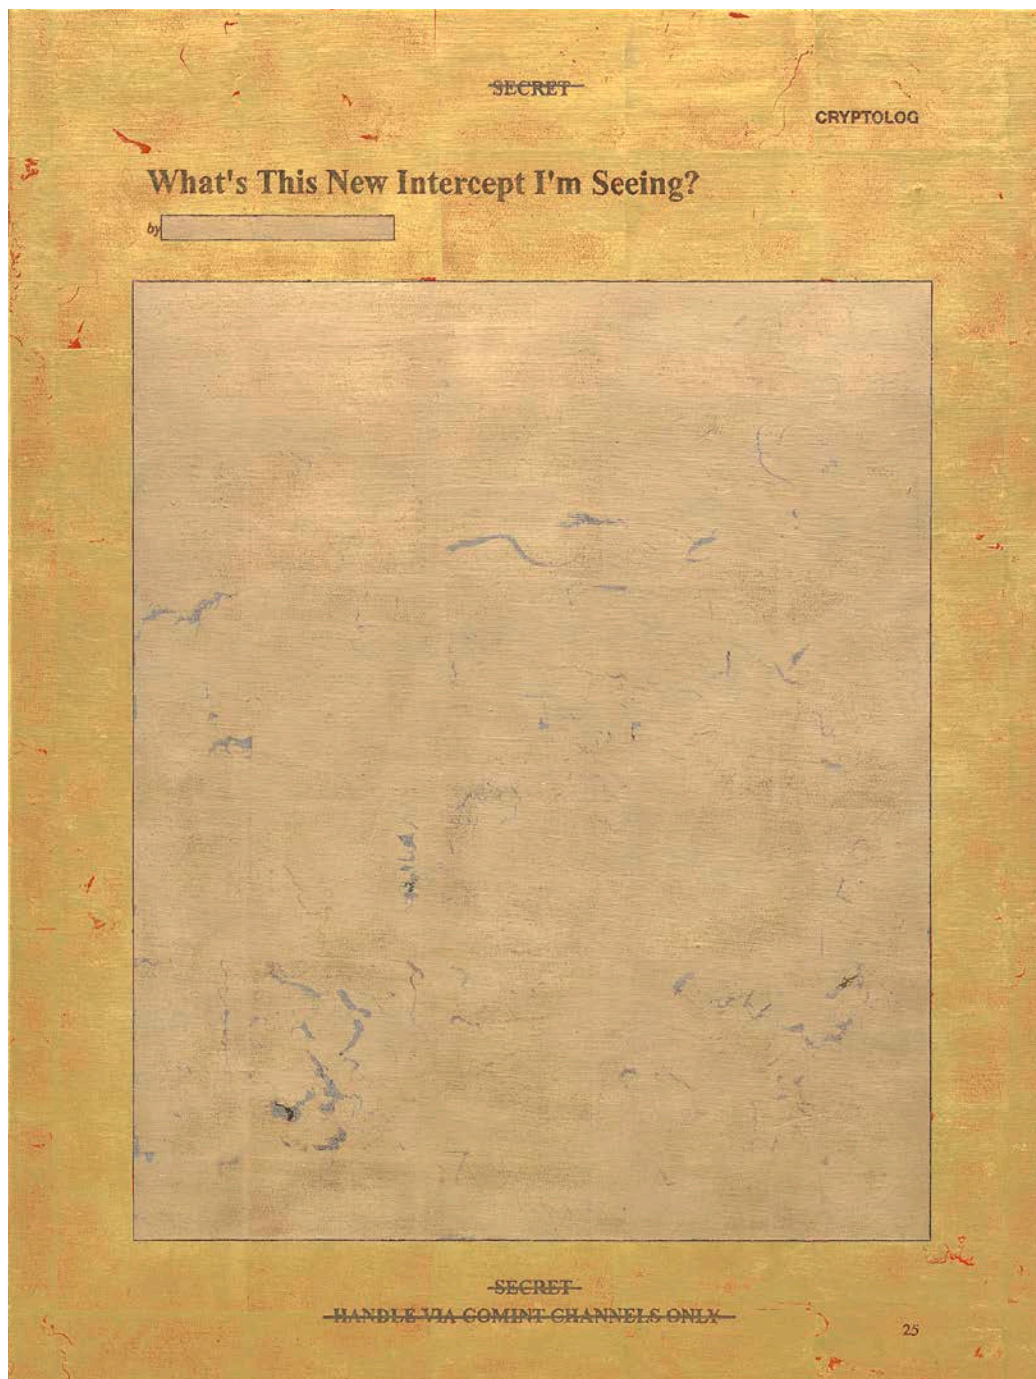 SECRET
CRYPTOLOG
What's This New Intercept I'm Seeing?
by
SECRET
HANDLE VIA COMINT CHANNELS ONLY
25